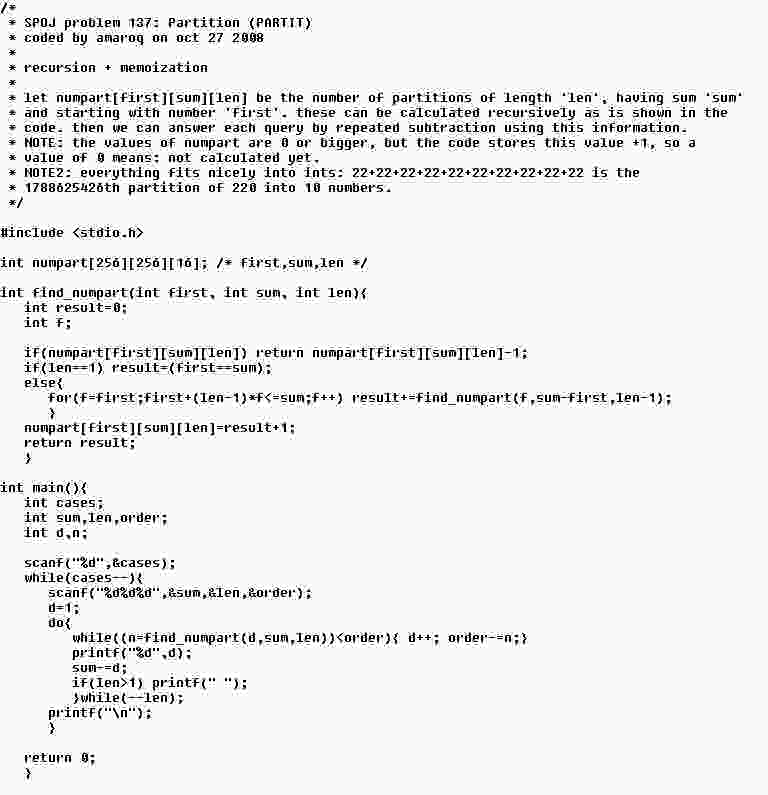 /*
 * SPOJ problem 137: Partition (PARTIT)
 * coded by amaroq on oct 27 2008
 *
 * recursion + memoization
 *
 * let numpart[first][sum][len] be the number of partitions of length 'len', having sum 'sum'
 * and starting with number 'first'. these can be calculated recursively as is shown in the
 * code. then we can answer each query by repeated subtraction using this information.
 * NOTE: the values of numpart are 0 or bigger, but the code stores this value +1, so a
 * value of 0 means: not calculated yet.
 * NOTE2: everything fits nicely into ints: 22+22+22+22+22+22+22+22+22+22 is the
 * 1788625426th partition of 220 into 10 numbers.
 */

#include <stdio.h>

int numpart[256][256][16]; /* first,sum,len */

int find_numpart(int first, int sum, int len){
   int result=0;
   int f;

   if(numpart[first][sum][len]) return numpart[first][sum][len]-1;
   if(len==1) result=(first==sum);
   else{
      for(f=first;first+(len-1)*f<=sum;f++) result+=find_numpart(f,sum-first,len-1);
      }
   numpart[first][sum][len]=result+1;
   return result;
   }

int main(){
   int cases;
   int sum,len,order;
   int d,n;

   scanf("%d",&cases);
   while(cases--){
      scanf("%d%d%d",&sum,&len,&order);
      d=1;
      do{
         while((n=find_numpart(d,sum,len))<order){ d++; order-=n;}
         printf("%d",d);
         sum-=d;
         if(len>1) printf(" ");
         }while(--len);
      printf("\n");
      }

   return 0;
   }